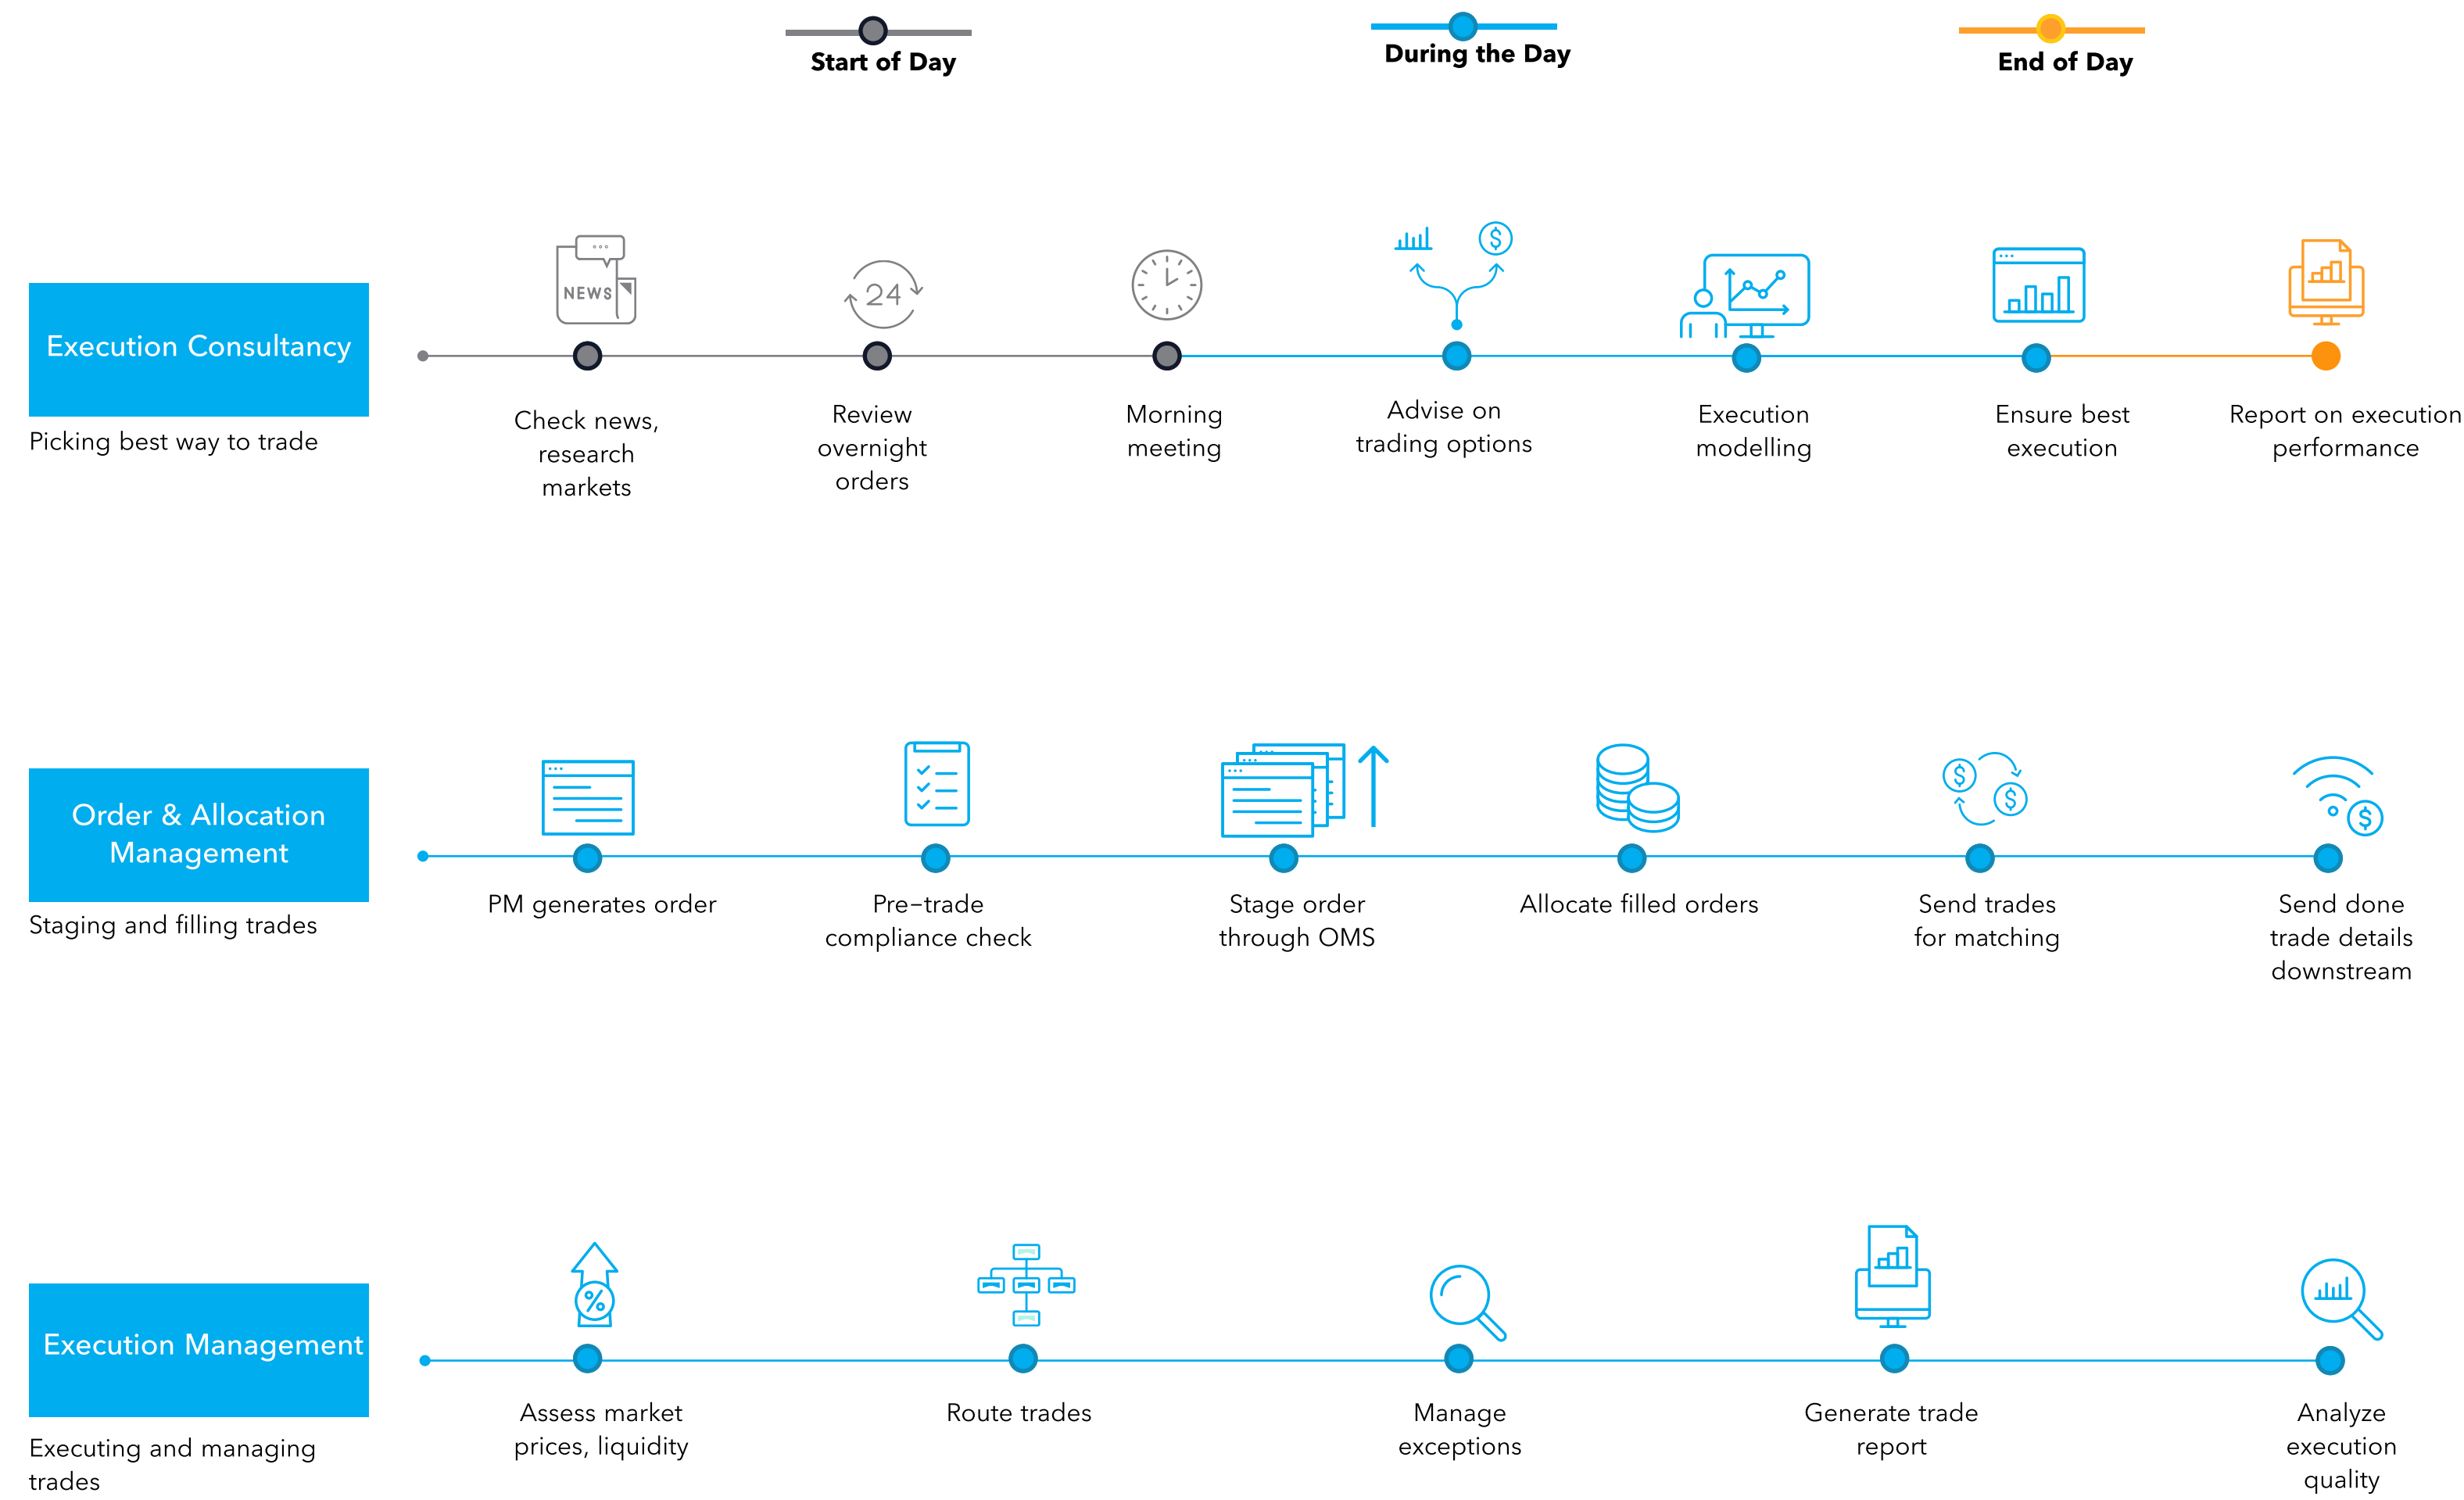 Start of Day
During the Day
End of Day
NEWS
24
$
Execution Consultancy
Picking best way to trade
Check news,
research
markets
Review
overnight
orders
Morning
meeting
Advise on
trading options
Execution
modelling
Ensure best
execution
Report on execution
performance
Order & Allocation
Management
Staging and filling trades
$
$
$
PM generates order
Pre-trade
compliance check
Stage order
through OMS
Allocate filled orders
Send trades
for matching
Send done
trade details
downstream
%
Execution Management
Executing and managing
trades
Assess market
prices, liquidity
Route trades
Manage
exceptions
Generate trade
report
Analyze
execution
quality